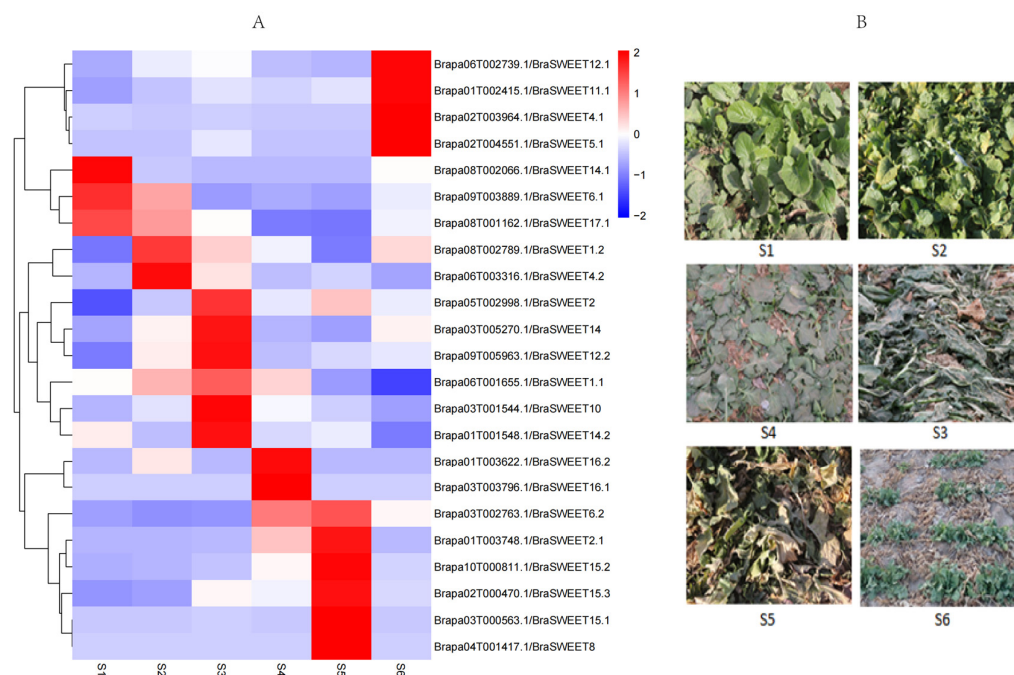 A
B
Brapa06T002739.1/BraSWEET12.1
Brapa01T002415.1/BraSWEET11.1
Brapa02T003964.1/BraSWEET4.1
Brapa02T004551.1/BraSWEET5.1
Brapa08T002066.1/BraSWEET14.1
Brapa09T003889.1/BraSWEET6.1
Brapa08T001162.1/BraSWEET17.1
Brapa08T002789.1/BraSWEET1.2
Brapa06T003316.1/BraSWEET4.2
Brapa05T002998.1/BraSWEET2
Brapa03T005270.1/BraSWEET14
Brapa09T005963.1/BraSWEET12.2
Brapa06T001655.1/BraSWEET1.1
Brapa03T001544.1/BraSWEET10
Brapa01T001548.1/BraSWEET14.2
Brapa01T003622.1/BraSWEET16.2
Brapa03T003796.1/BraSWEET16.1
Brapa03T002763.1/BraSWEET6.2
Brapa01T003748.1/BraSWEET2.1
Brapa10T000811.1/BraSWEET15.2
Brapa02T000470.1/BraSWEET15.3
Brapa03T000563.1/BraSWEET15.1
Brapa04T001417.1/BraSWEET8
S1 S2 S3 S4 S5 S6
2
1
0
−1
−2
S1 S2
S4 S3
S5 S6